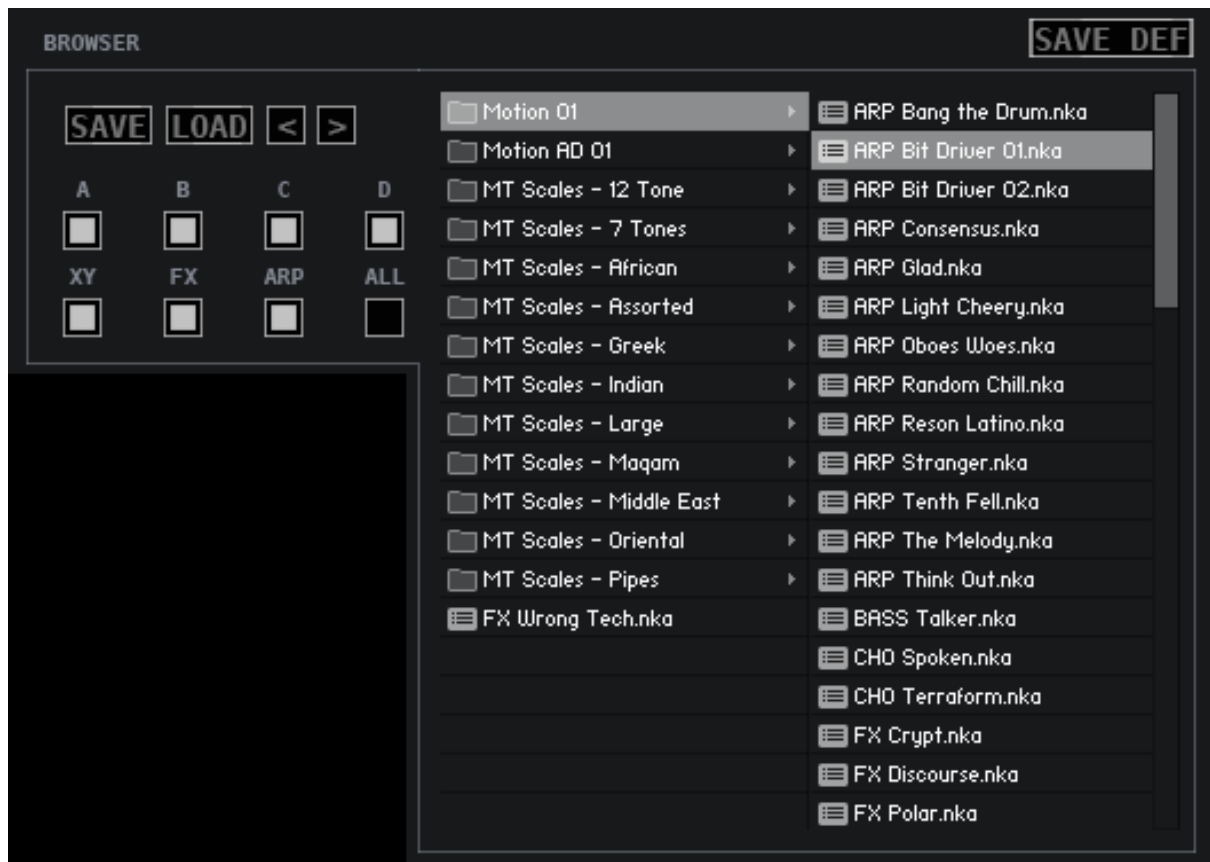 BROWSER
SAVE DEF
SAVE LOAD < >
A B C D
XY FX ARP ALL
Motion 01
Motion AD 01
MT Scales - 12 Tone
MT Scales - 7 Tones
MT Scales - African
MT Scales - Assorted
MT Scales - Greek
MT Scales - Indian
MT Scales - Large
MT Scales - Maqam
MT Scales - Middle East
MT Scales - Oriental
MT Scales - Pipes
FX Wrong Tech.nka
ARP Bang the Drum.nka
ARP Bit Driver 01.nka
ARP Bit Driver 02.nka
ARP Consensus.nka
ARP Glad.nka
ARP Light Cheery.nka
ARP Oboes Woes.nka
ARP Random Chill.nka
ARP Reson Latino.nka
ARP Stranger.nka
ARP Tenth Fell.nka
ARP The Melody.nka
ARP Think Out.nka
BASS Talker.nka
CHO Spoken.nka
CHO Terraform.nka
FX Crypt.nka
FX Discourse.nka
FX Polar.nka